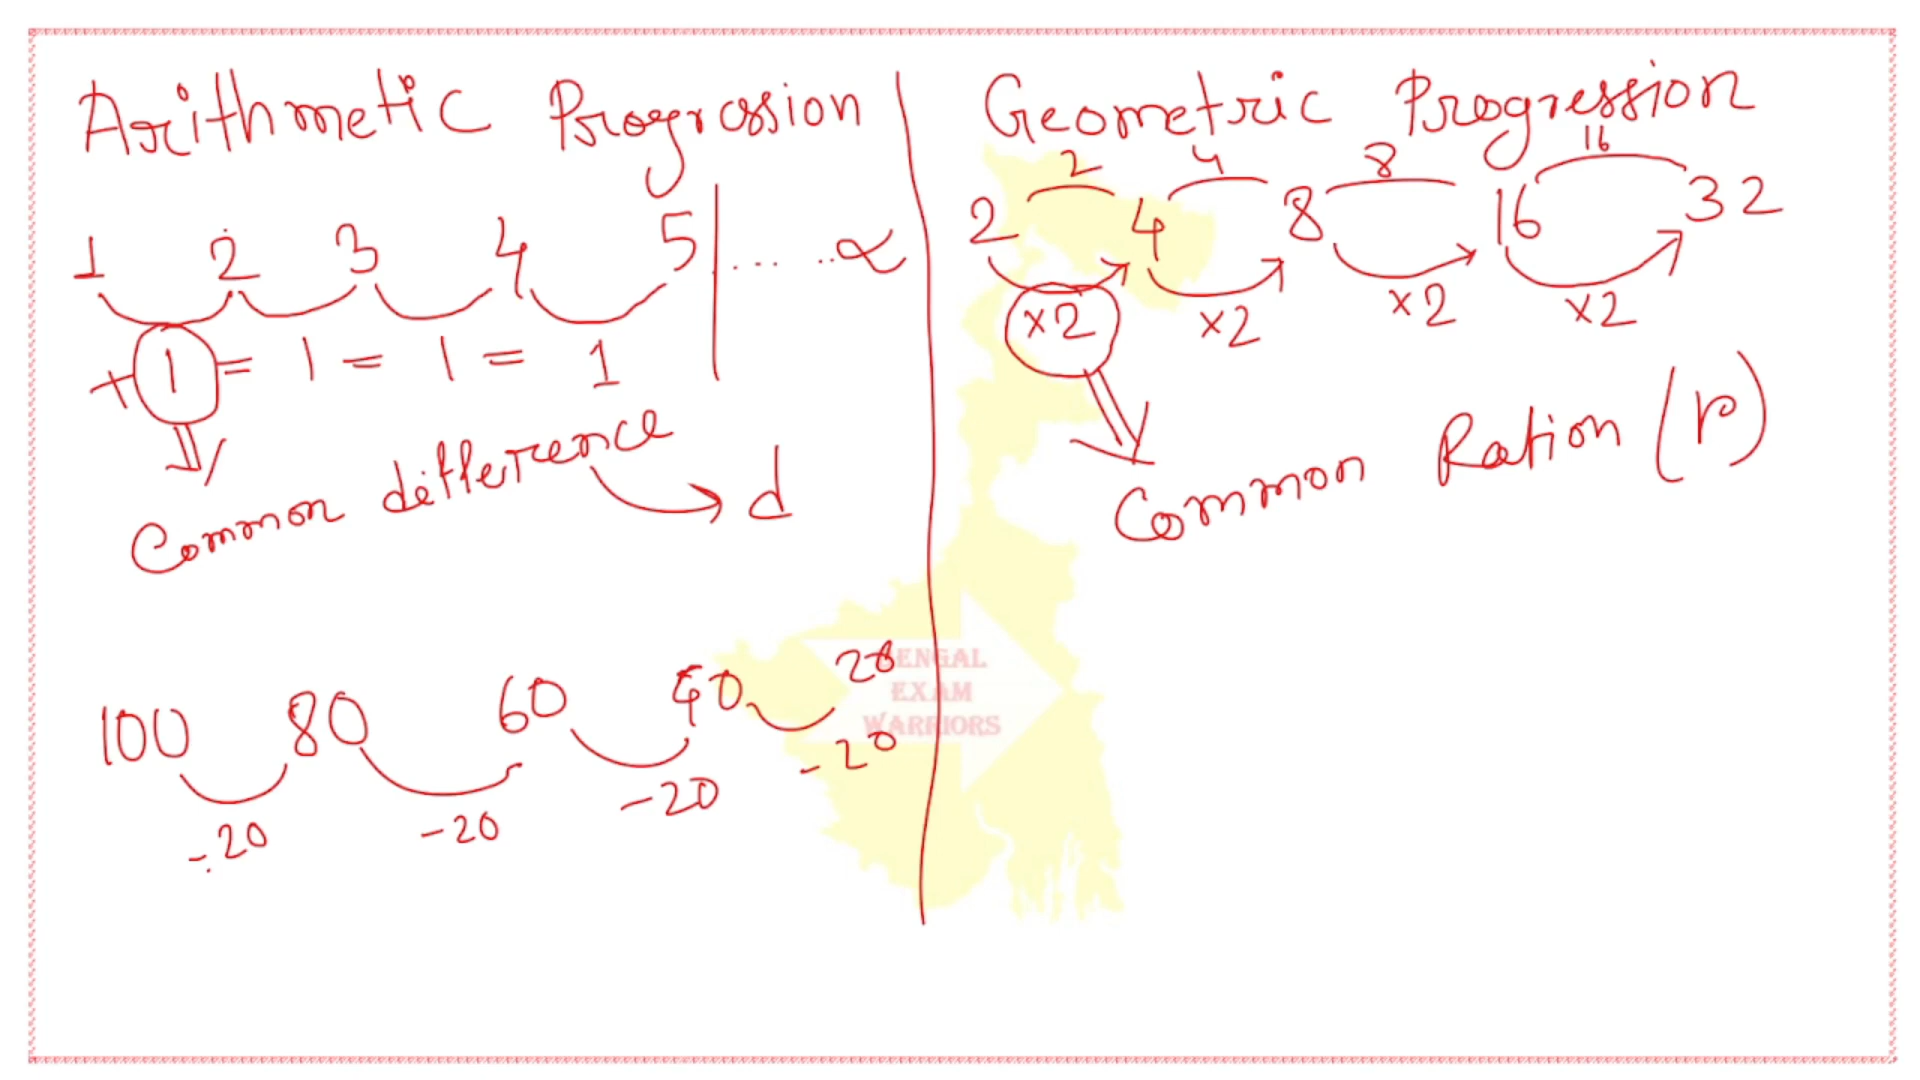 Arithmetic Progression
1 2 3 4 5 ..... ∝
+ 1 = 1 = 1 = 1
Common difference → d
100 80 60 40 20
-20 -20 -20 -20
Geometric Progression
2 4 8 16
2 4 8 16 32
×2 ×2 ×2 ×2
Common Ration (r)
BENGAL
EXAM
WARRIORS